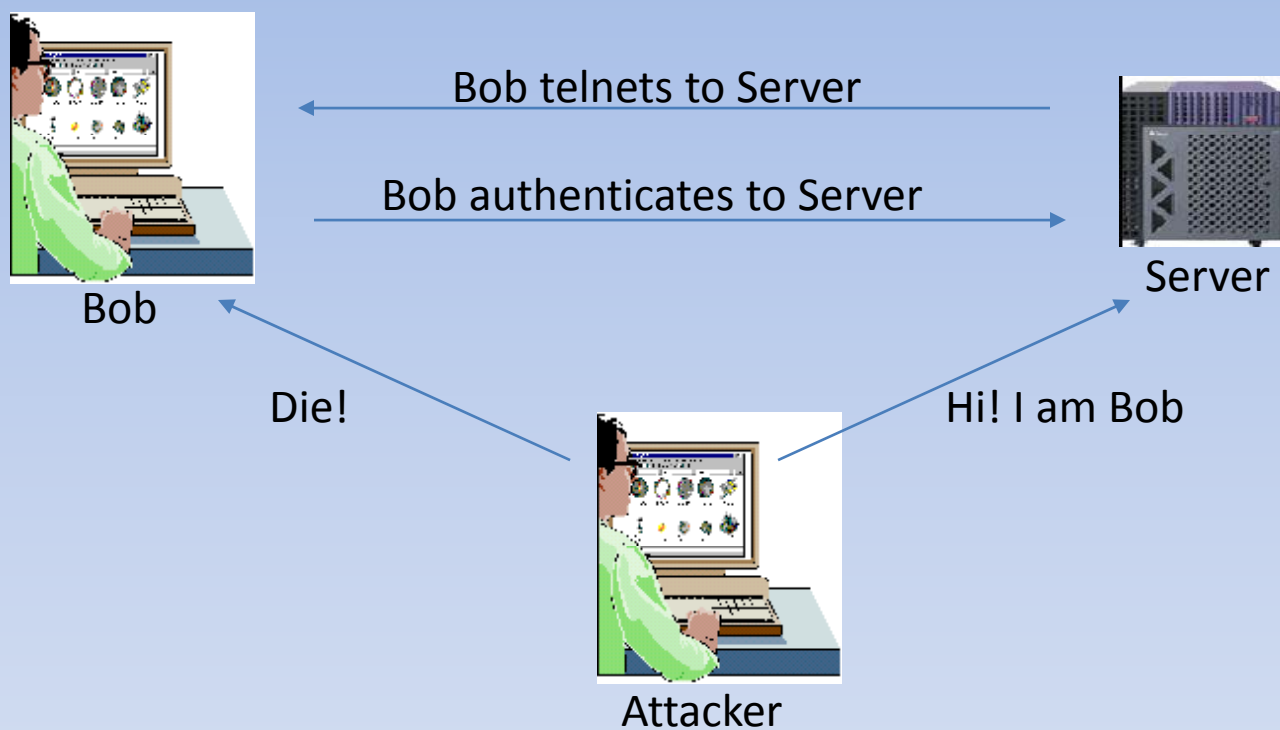 Bob telnets to Server
Bob authenticates to Server
Server
Bob
Die!
Hi! I am Bob
Attacker